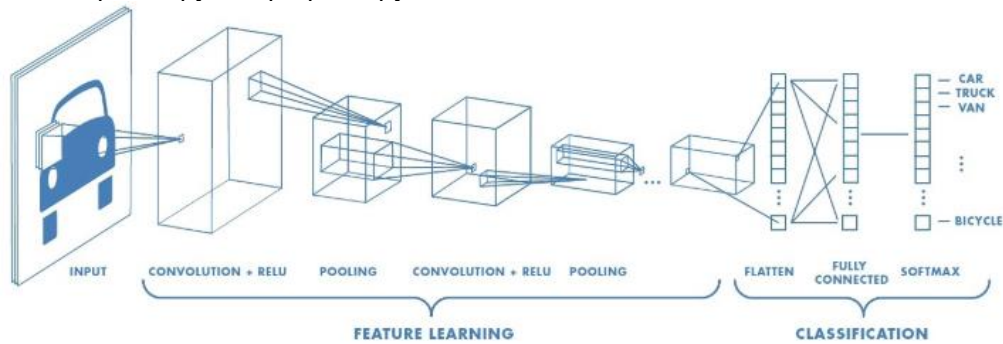 CAR
TRUCK
VAN
BICYCLE
INPUT
CONVOLUTION + RELU
POOLING
CONVOLUTION + RELU
POOLING
FLATTEN
FULLY
CONNECTED
SOFTMAX
FEATURE LEARNING
CLASSIFICATION